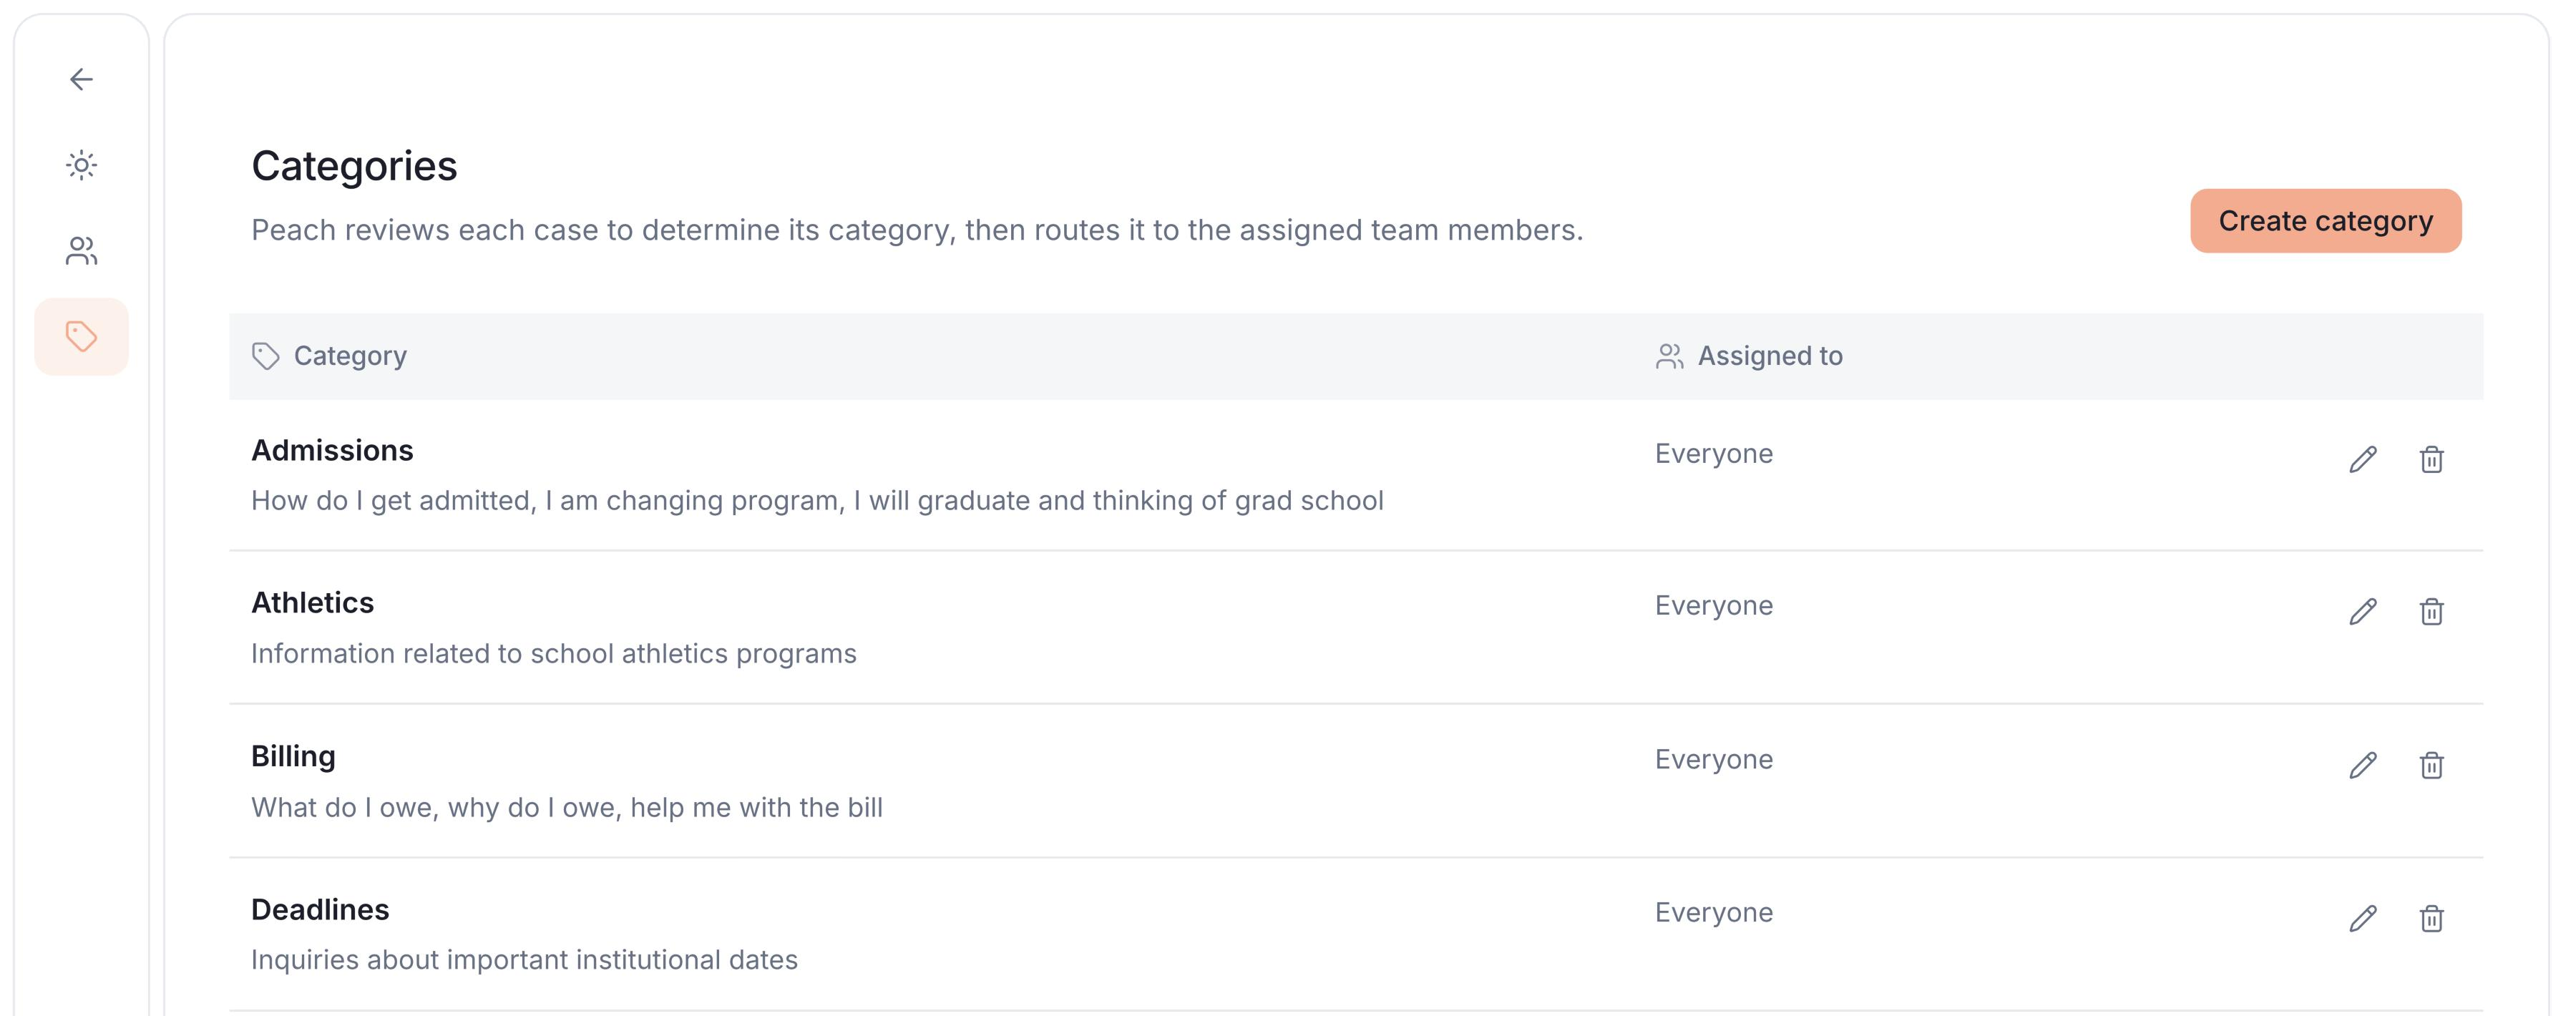 Categories
Peach reviews each case to determine its category, then routes it to the assigned team members.
Create category
Category
Assigned to
Admissions
Everyone
How do I get admitted, I am changing program, I will graduate and thinking of grad school
Athletics
Everyone
Information related to school athletics programs
Billing
Everyone
What do I owe, why do I owe, help me with the bill
Deadlines
Everyone
Inquiries about important institutional dates